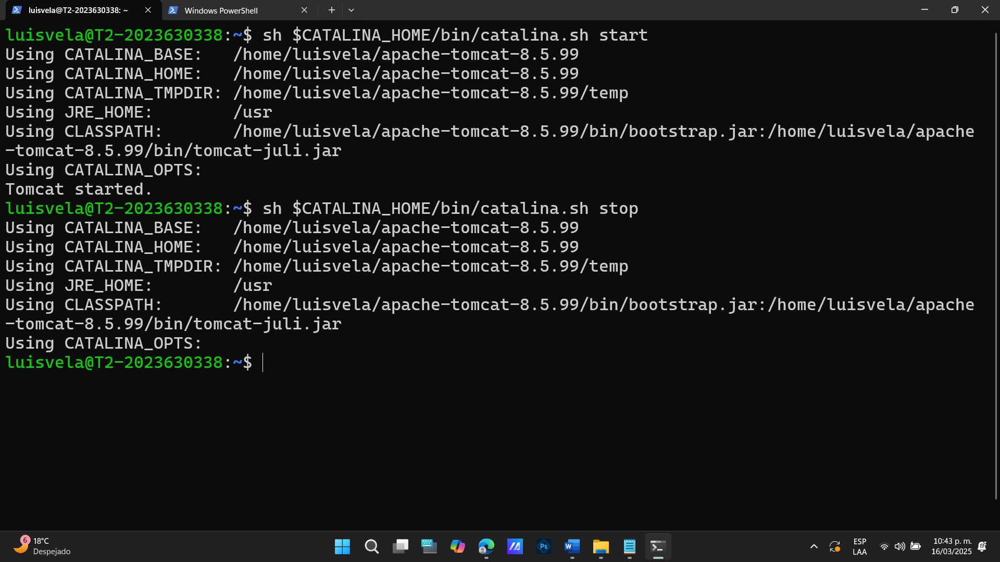 luisvela@T2-2023630338: ~
Windows PowerShell
luisvela@T2-2023630338:~$ sh $CATALINA_HOME/bin/catalina.sh start
Using CATALINA_BASE:   /home/luisvela/apache-tomcat-8.5.99
Using CATALINA_HOME:   /home/luisvela/apache-tomcat-8.5.99
Using CATALINA_TMPDIR: /home/luisvela/apache-tomcat-8.5.99/temp
Using JRE_HOME:        /usr
Using CLASSPATH:       /home/luisvela/apache-tomcat-8.5.99/bin/bootstrap.jar:/home/luisvela/apache
-tomcat-8.5.99/bin/tomcat-juli.jar
Using CATALINA_OPTS:
Tomcat started.
luisvela@T2-2023630338:~$ sh $CATALINA_HOME/bin/catalina.sh stop
Using CATALINA_BASE:   /home/luisvela/apache-tomcat-8.5.99
Using CATALINA_HOME:   /home/luisvela/apache-tomcat-8.5.99
Using CATALINA_TMPDIR: /home/luisvela/apache-tomcat-8.5.99/temp
Using JRE_HOME:        /usr
Using CLASSPATH:       /home/luisvela/apache-tomcat-8.5.99/bin/bootstrap.jar:/home/luisvela/apache
-tomcat-8.5.99/bin/tomcat-juli.jar
Using CATALINA_OPTS:
luisvela@T2-2023630338:~$
6
18°C
Despejado
Ps
W
ESP
LAA
10:43 p. m.
16/03/2025